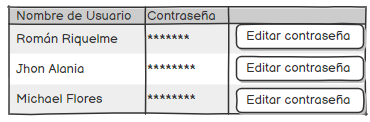 Nombre de Usuario Contraseña
Román Riquelme ******* Editar contraseña
Jhon Alania ******** Editar contraseña
Michael Flores ******** Editar contraseña